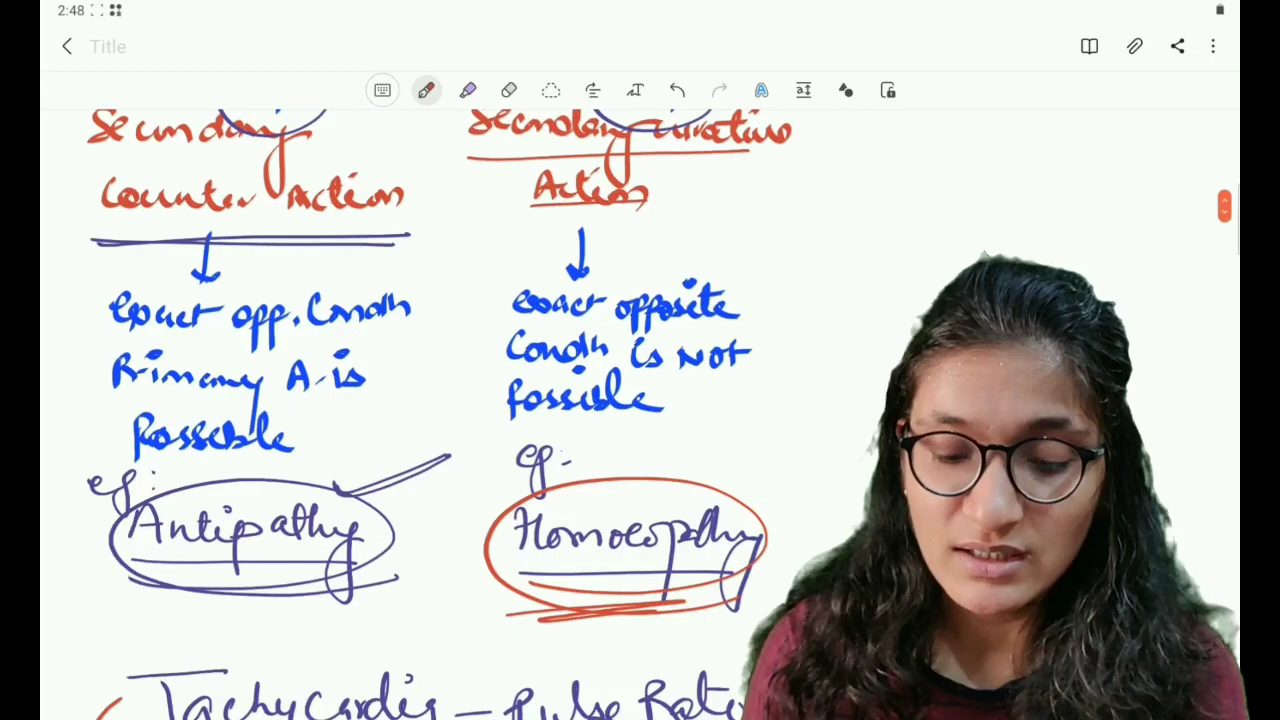 2:48
Title
Secondary
Counter Action
exact opp. Condn
Primary A. is
Possible
eg:
Antipathy
Secondary curative
Action
exact opposite
Condn is not
possible
eg:
Homoeopathy
Tachycardia – Pulse Rate